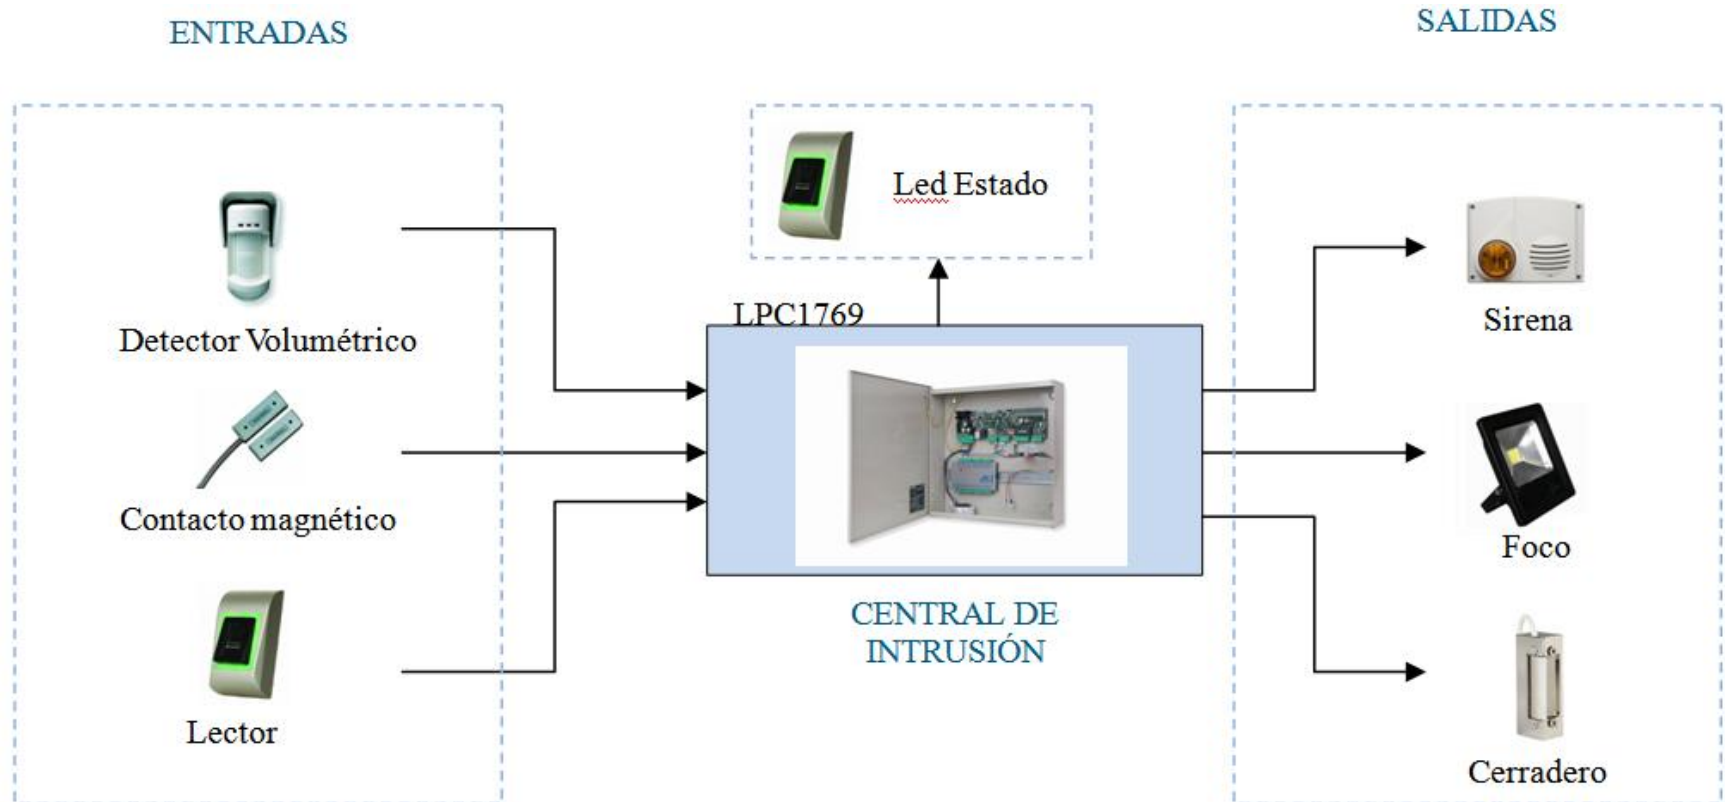 ENTRADAS
SALIDAS
Led Estado
LPC1769
Detector Volumétrico
Sirena
Contacto magnético
Foco
CENTRAL DE
INTRUSIÓN
Lector
Cerradero